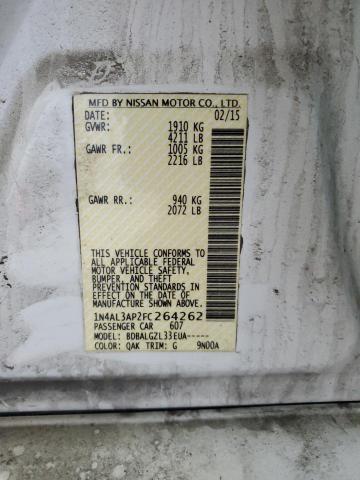 MFD BY NISSAN MOTOR CO., LTD.
DATE: 02/15
GVWR: 1910 KG
4211 LB
GAWR FR.: 1005 KG
2216 LB
GAWR RR.: 940 KG
2072 LB
THIS VEHICLE CONFORMS TO
ALL APPLICABLE FEDERAL
MOTOR VEHICLE SAFETY,
BUMPER, AND THEFT
PREVENTION STANDARDS IN
EFFECT ON THE DATE OF
MANUFACTURE SHOWN ABOVE.
1N4AL3AP2FC264262
PASSENGER CAR 607
MODEL: BDBALGZL33EUA-----
COLOR: QAK TRIM: G 9N00A